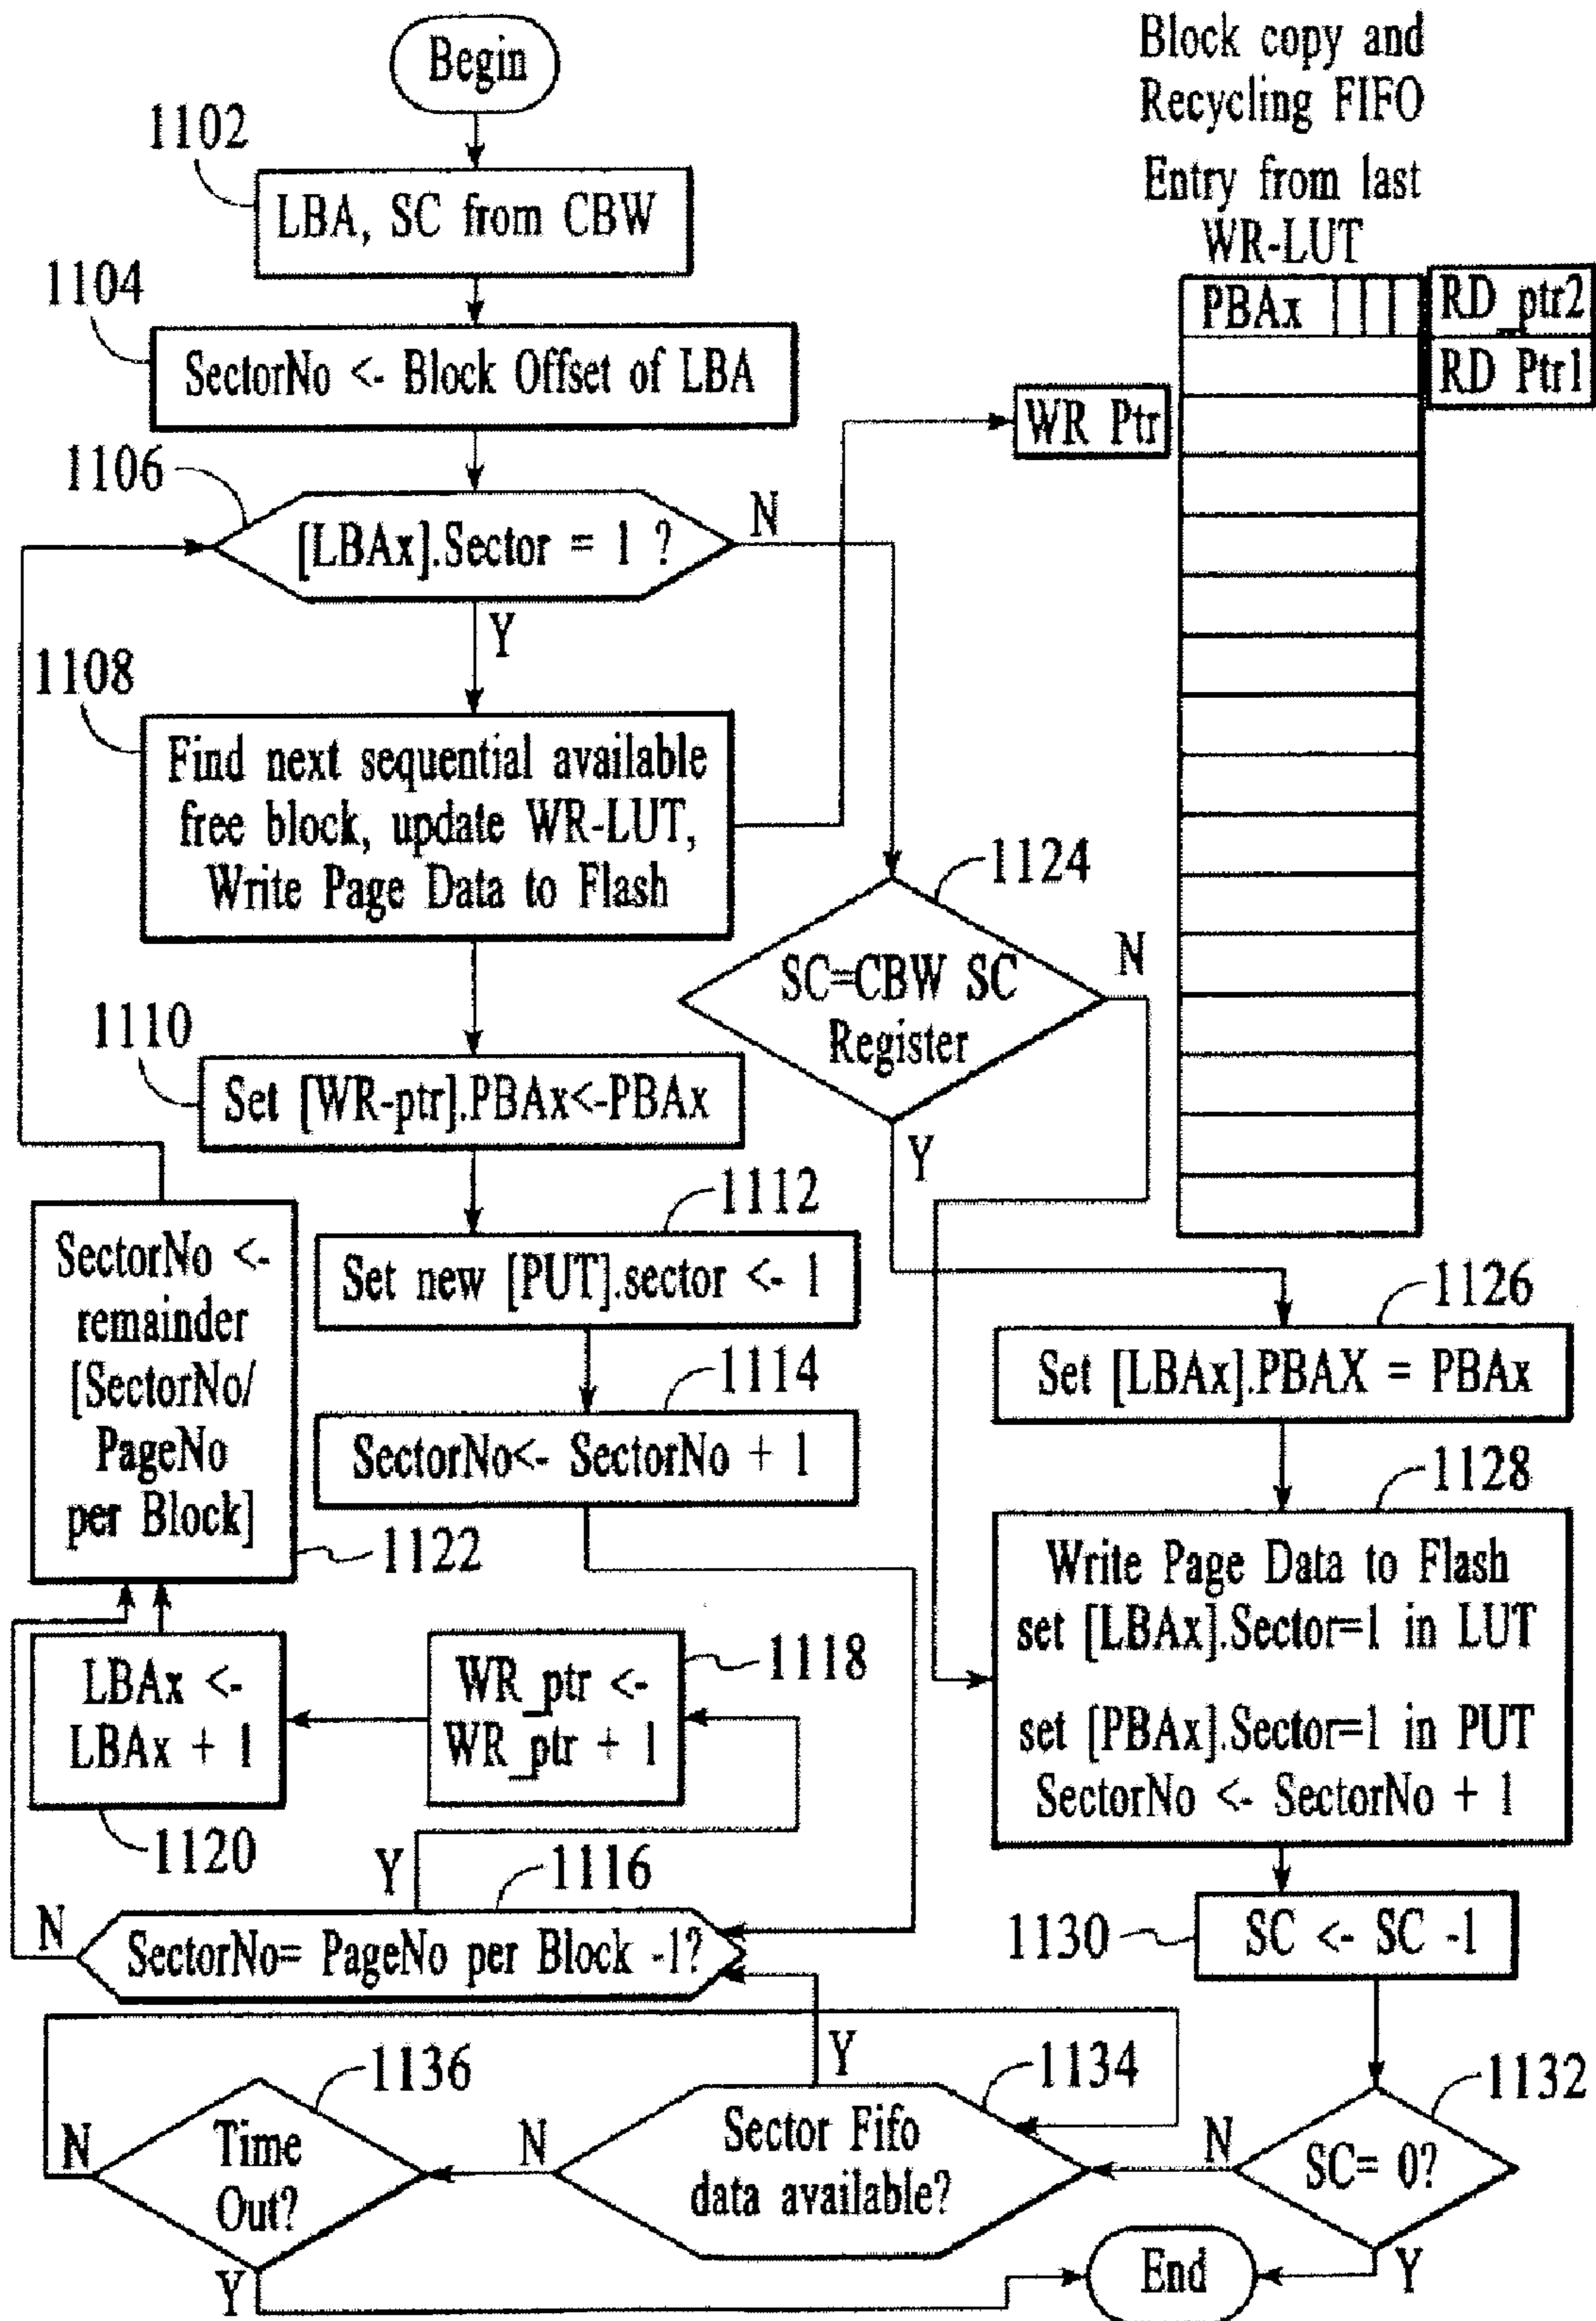 Begin
1102
LBA, SC from CBW
1104
SectorNo <- Block Offset of LBA
1106
[LBAx].Sector = 1 ?
N
Y
1108
Find next sequential available
free block, update WR-LUT,
Write Page Data to Flash
1110
Set [WR-ptr].PBAx<-PBAx
1112
Set new [PUT].sector <- 1
1114
SectorNo<- SectorNo + 1
SectorNo <-
remainder
[SectorNo/
PageNo
per Block]
1122
LBAx <-
LBAx + 1
1120
WR_ptr <-
WR_ptr + 1
1118
Y
1116
N
SectorNo= PageNo per Block -1?
Block copy and
Recycling FIFO
Entry from last
WR-LUT
PBAx
RD_ptr2
RD Ptr1
WR Ptr
1124
SC=CBW SC
Register
N
Y
1126
Set [LBAx].PBAX = PBAx
1128
Write Page Data to Flash
set [LBAx].Sector=1 in LUT
set [PBAx].Sector=1 in PUT
SectorNo <- SectorNo + 1
1130
SC <- SC -1
1132
SC= 0?
N
Y
1134
Sector Fifo
data available?
Y
N
1136
Time
Out?
N
Y
End